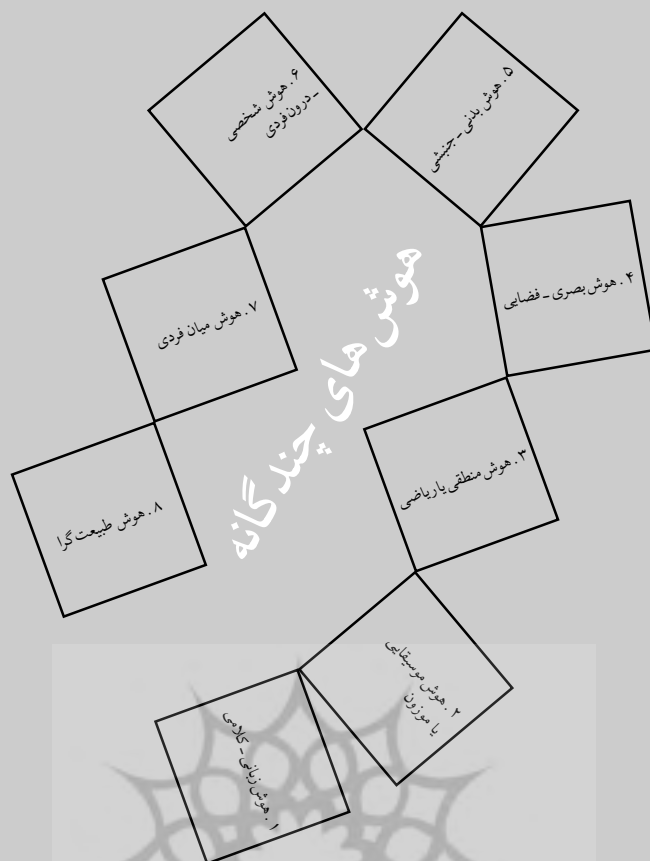 هوش های چندگانه
۱. هوش زبانی ـ کلامی
۲. هوش موسیقایی
یا موزون
۳. هوش منطقی یا ریاضی
۴. هوش بصری ـ فضایی
۵. هوش بدنی ـ جنبشی
۶. هوش شخصی
ـ درون‌فردی
۷. هوش میان فردی
۸. هوش طبیعت‌گرا